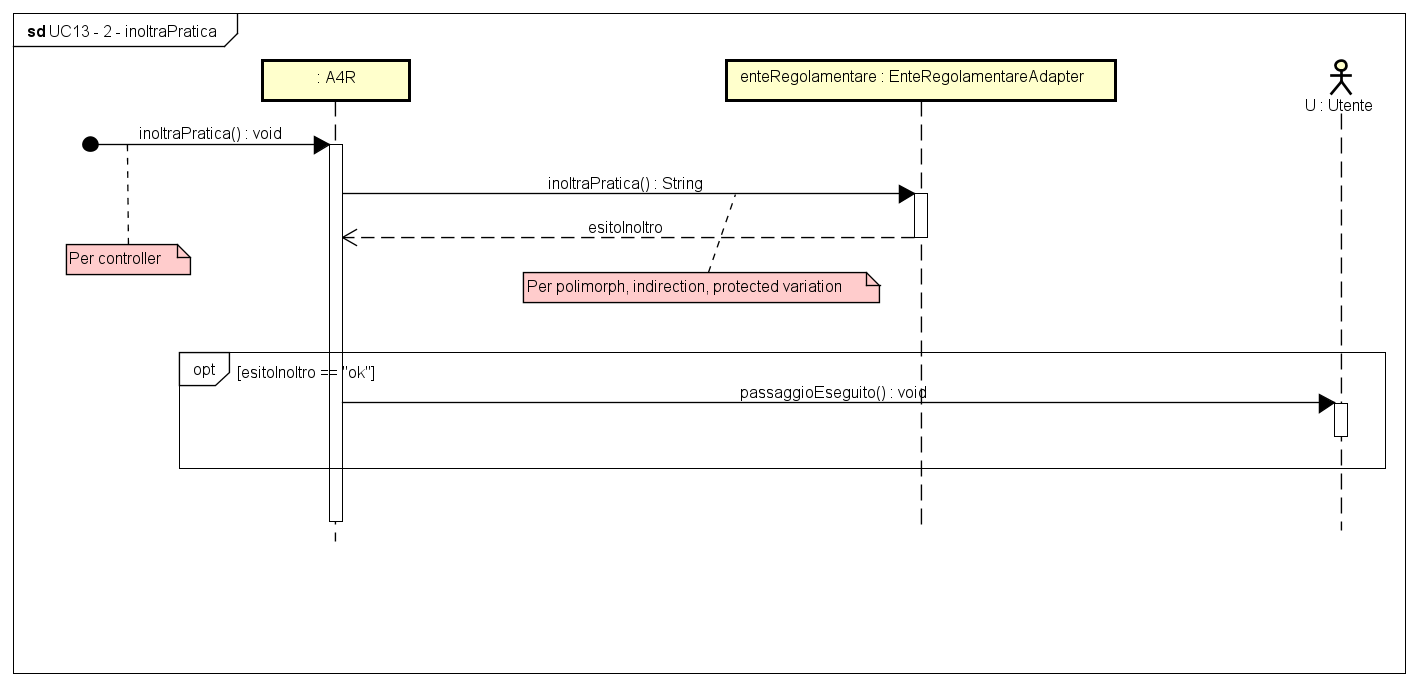 sd UC13 - 2 - inoltraPratica
: A4R
enteRegolamentare : EnteRegolamentareAdapter
U : Utente
inoltraPratica() : void
inoltraPratica() : String
esitoInoltro
Per controller
Per polimorph, indirection, protected variation
opt
[esitoInoltro == "ok"]
passaggioEseguito() : void